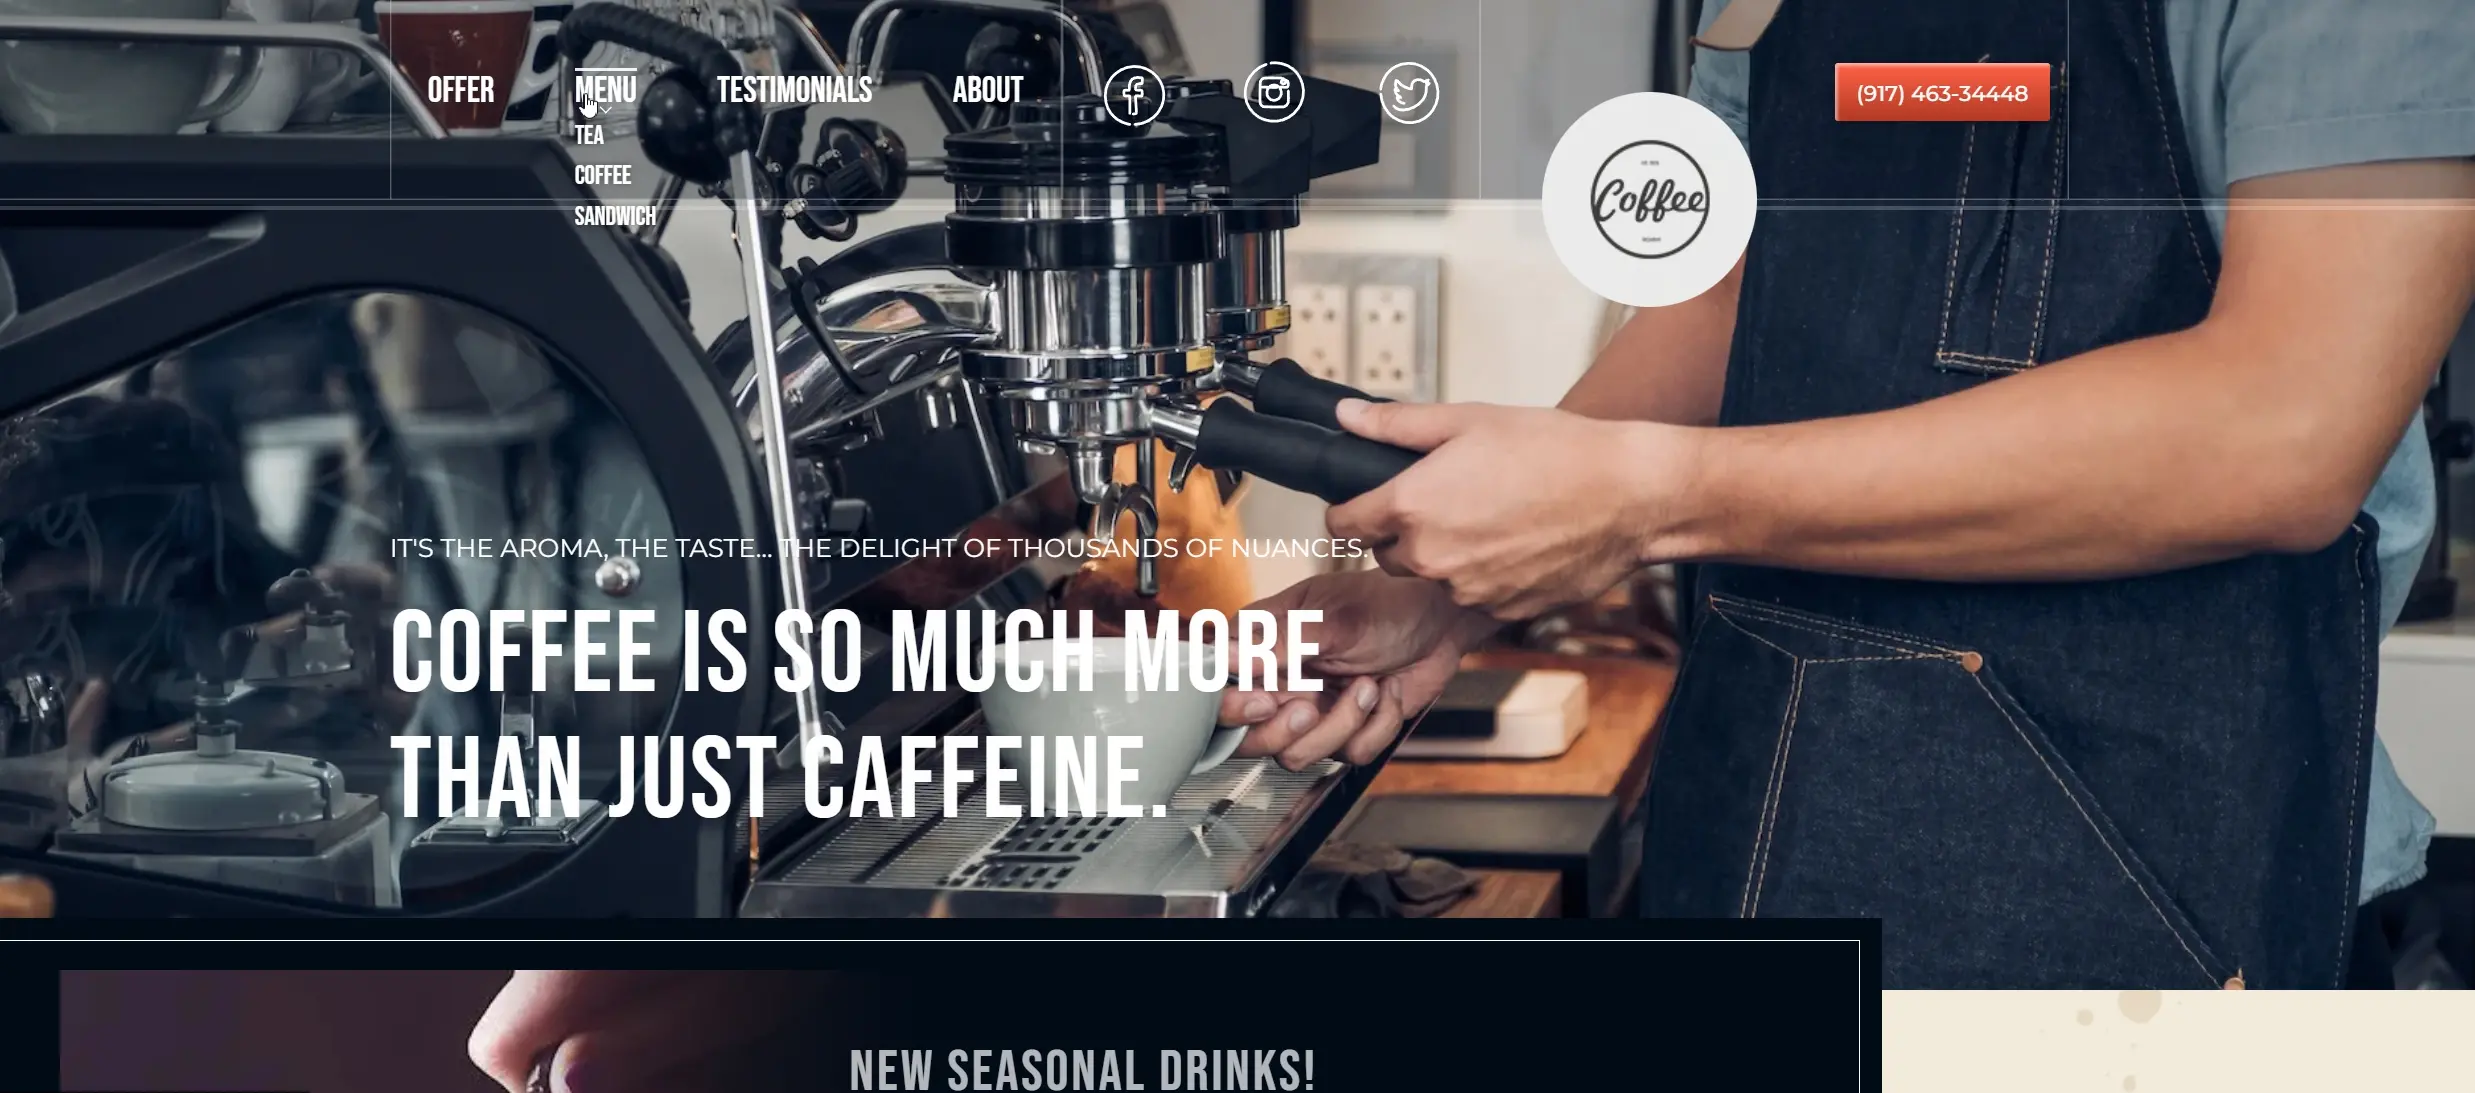 OFFER
MENU
TESTIMONIALS
ABOUT
(917) 463-34448
TEA
COFFEE
SANDWICH
Coffee
IT'S THE AROMA, THE TASTE... THE DELIGHT OF THOUSANDS OF NUANCES.
COFFEE IS SO MUCH MORE
THAN JUST CAFFEINE.
NEW SEASONAL DRINKS!